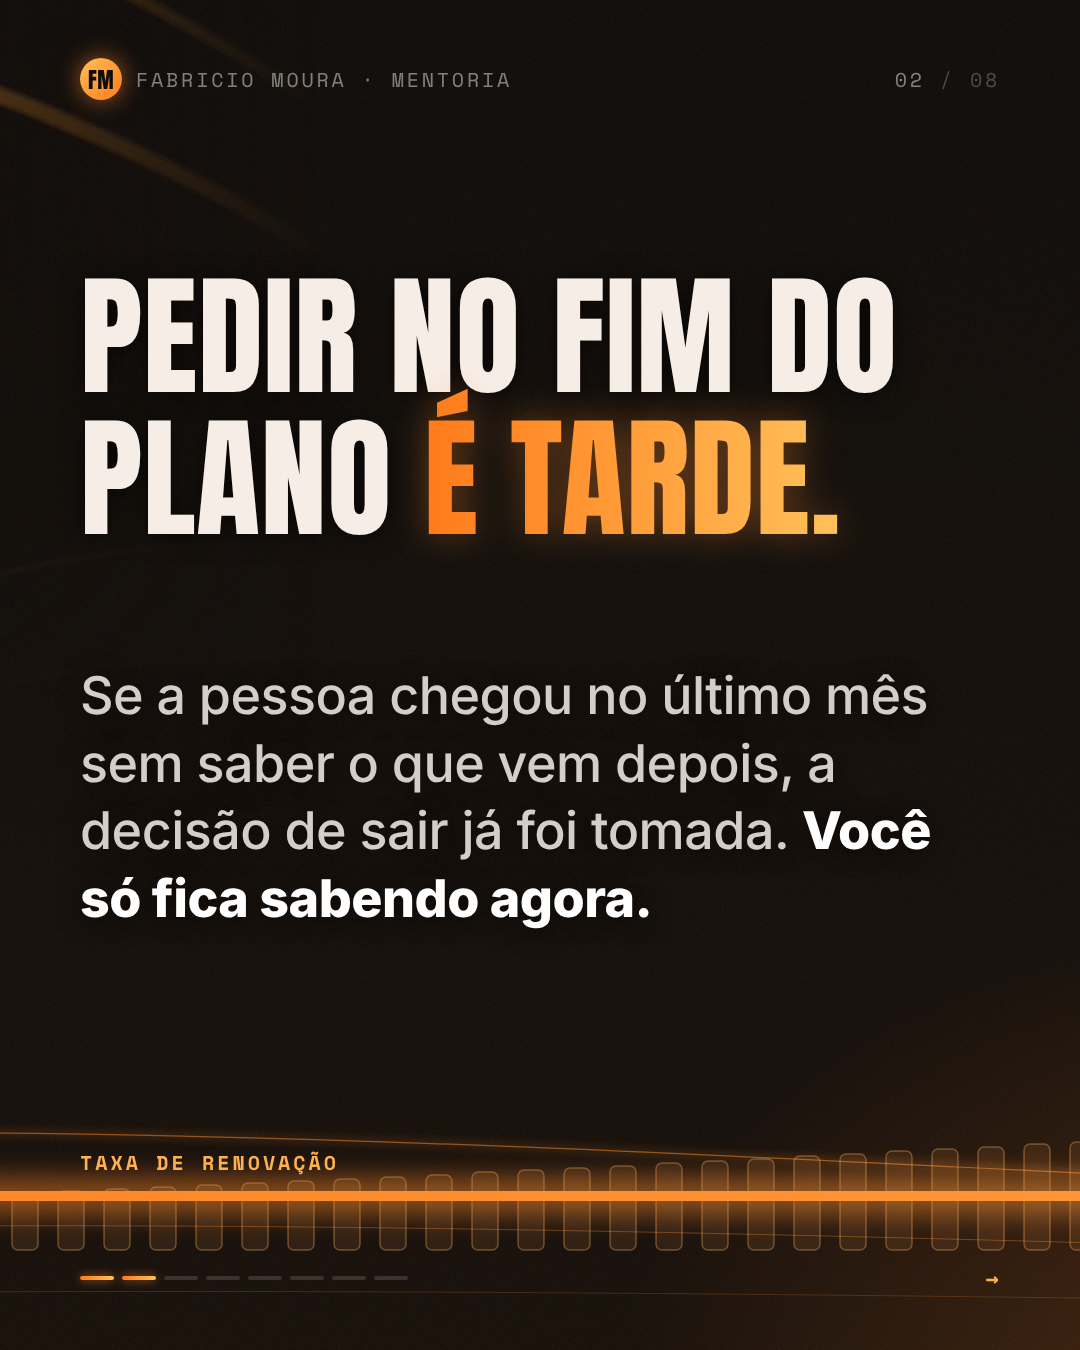 FM FABRICIO MOURA · MENTORIA
02 / 08
PEDIR NO FIM DO
PLANO É TARDE.
Se a pessoa chegou no último mês
sem saber o que vem depois, a
decisão de sair já foi tomada. Você
só fica sabendo agora.
TAXA DE RENOVAÇÃO
→